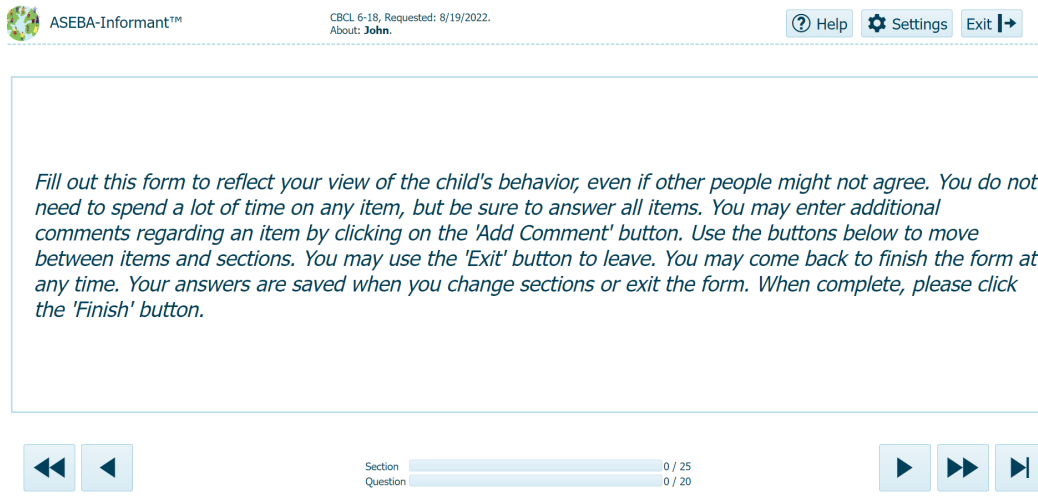 ASEBA-Informant™
CBCL 6-18, Requested: 8/19/2022.
About: John.
Help
Settings
Exit
Fill out this form to reflect your view of the child's behavior, even if other people might not agree. You do not
need to spend a lot of time on any item, but be sure to answer all items. You may enter additional
comments regarding an item by clicking on the 'Add Comment' button. Use the buttons below to move
between items and sections. You may use the 'Exit' button to leave. You may come back to finish the form at
any time. Your answers are saved when you change sections or exit the form. When complete, please click
the 'Finish' button.
Section 0 / 25
Question 0 / 20